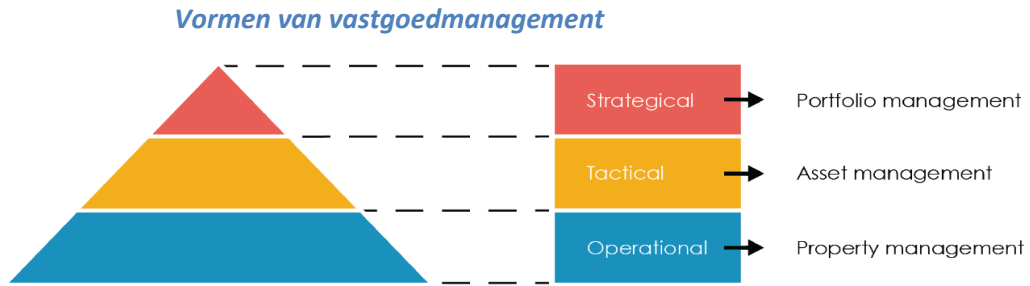 Vormen van vastgoedmanagement
Strategical
Portfolio management
Tactical
Asset management
Operational
Property management